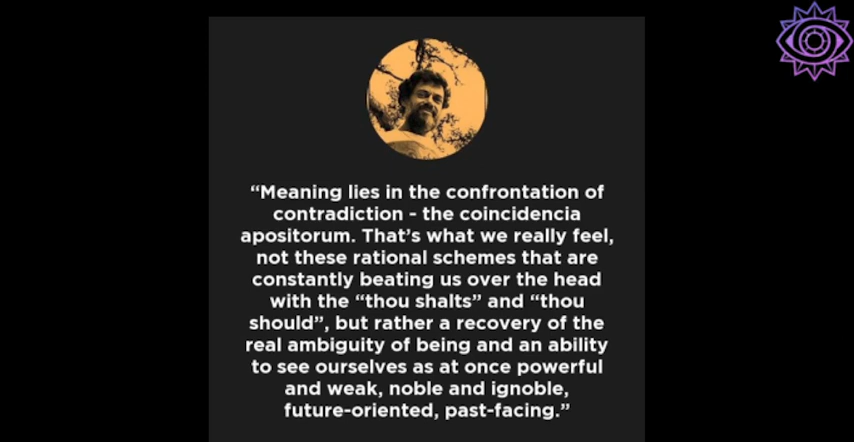 “Meaning lies in the confrontation of
contradiction - the coincidencia
apositorum. That’s what we really feel,
not these rational schemes that are
constantly beating us over the head
with the “thou shalts” and “thou
should”, but rather a recovery of the
real ambiguity of being and an ability
to see ourselves as at once powerful
and weak, noble and ignoble,
future-oriented, past-facing.”